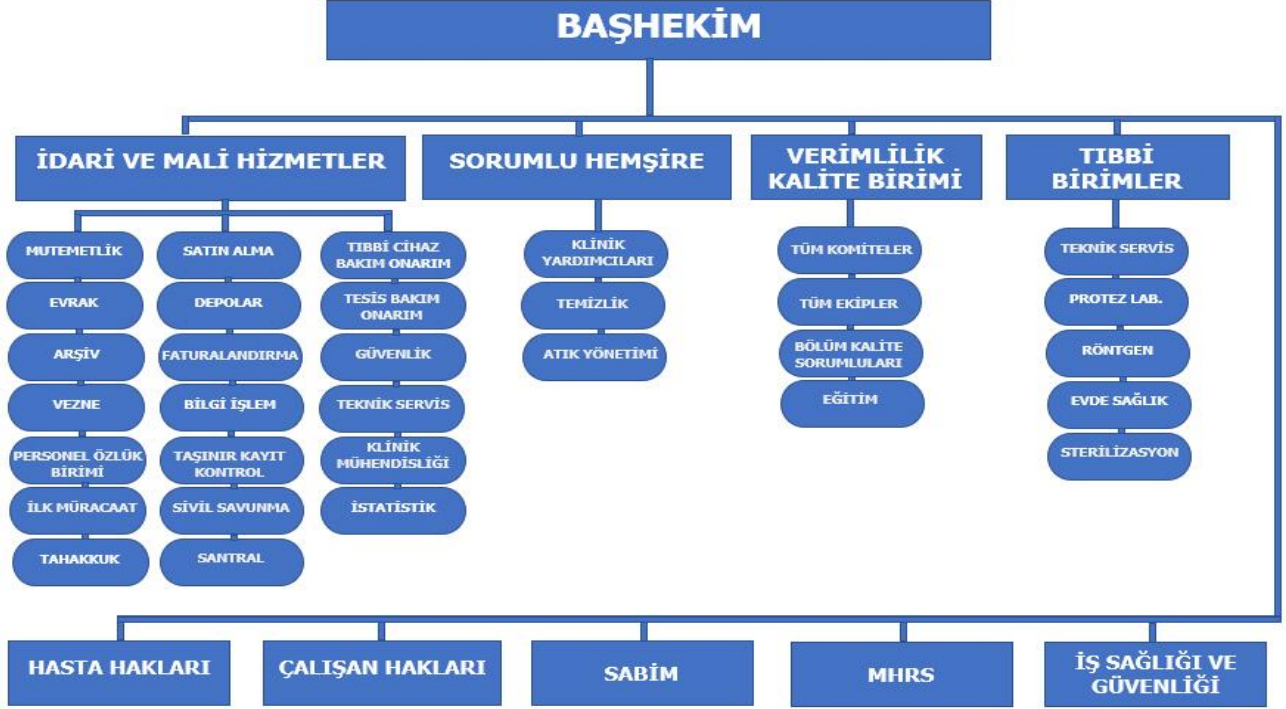 BAŞHEKİM
İDARİ VE MALİ HİZMETLER
SORUMLU HEMŞİRE
VERİMLİLİK
KALİTE BİRİMİ
TIBBİ
BİRİMLER
MUTEMETLİK
EVRAK
ARŞİV
VEZNE
PERSONEL ÖZLÜK
BİRİMİ
İLK MÜRACAAT
TAHAKKUK
SATIN ALMA
DEPOLAR
FATURALANDIRMA
BİLGİ İŞLEM
TAŞINIR KAYIT
KONTROL
SİVİL SAVUNMA
SANTRAL
TIBBİ CİHAZ
BAKIM ONARIM
TESİS BAKIM
ONARIM
GÜVENLİK
TEKNİK SERVİS
KLİNİK
MÜHENDİSLİĞİ
İSTATİSTİK
KLİNİK
YARDIMCILARI
TEMİZLİK
ATIK YÖNETİMİ
TÜM KOMİTELER
TÜM EKİPLER
BÖLÜM KALİTE
SORUMLULARI
EĞİTİM
TEKNİK SERVİS
PROTEZ LAB.
RÖNTGEN
EVDE SAĞLIK
STERİLİZASYON
HASTA HAKLARI
ÇALIŞAN HAKLARI
SABİM
MHRS
İŞ SAĞLIĞI VE
GÜVENLİĞİ